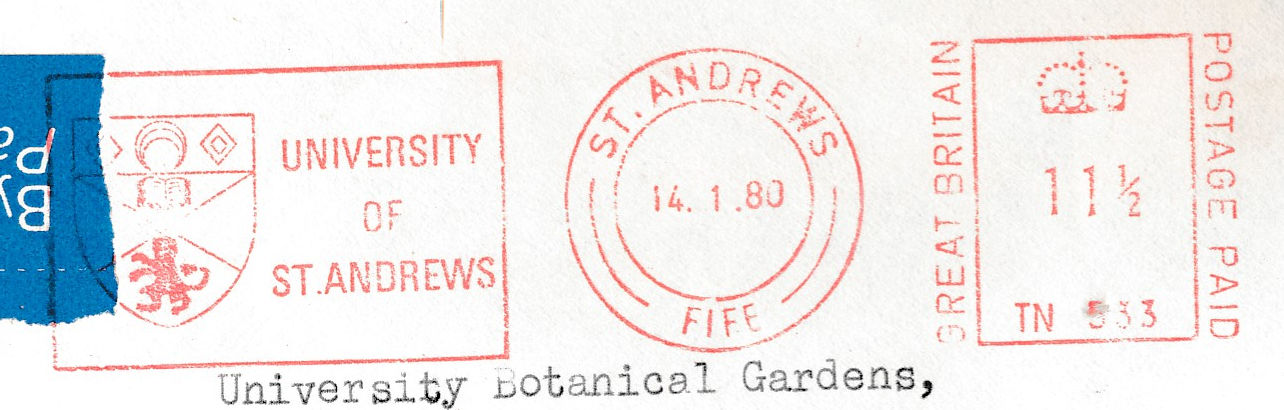 UNIVERSITY
OF
ST.ANDREWS
ST. ANDREWS
14. 1 .80
FIFE
GREAT BRITAIN
11½
TN 533
POSTAGE PAID
University Botanical Gardens,